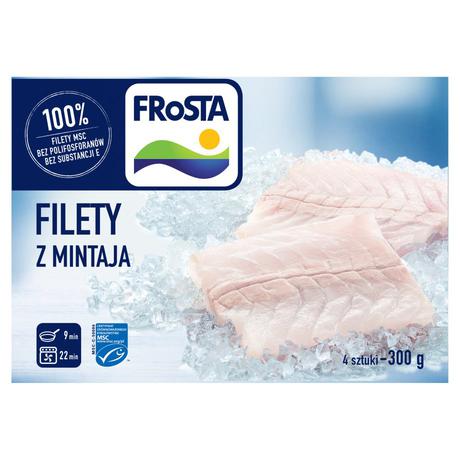 100%
FILETY MSC
BEZ POLIFOSFORANÓW
BEZ SUBSTANCJI E
FRoSTA
FILETY
Z MINTAJA
9 min
22 min
MSC
4 sztuki – 300 g